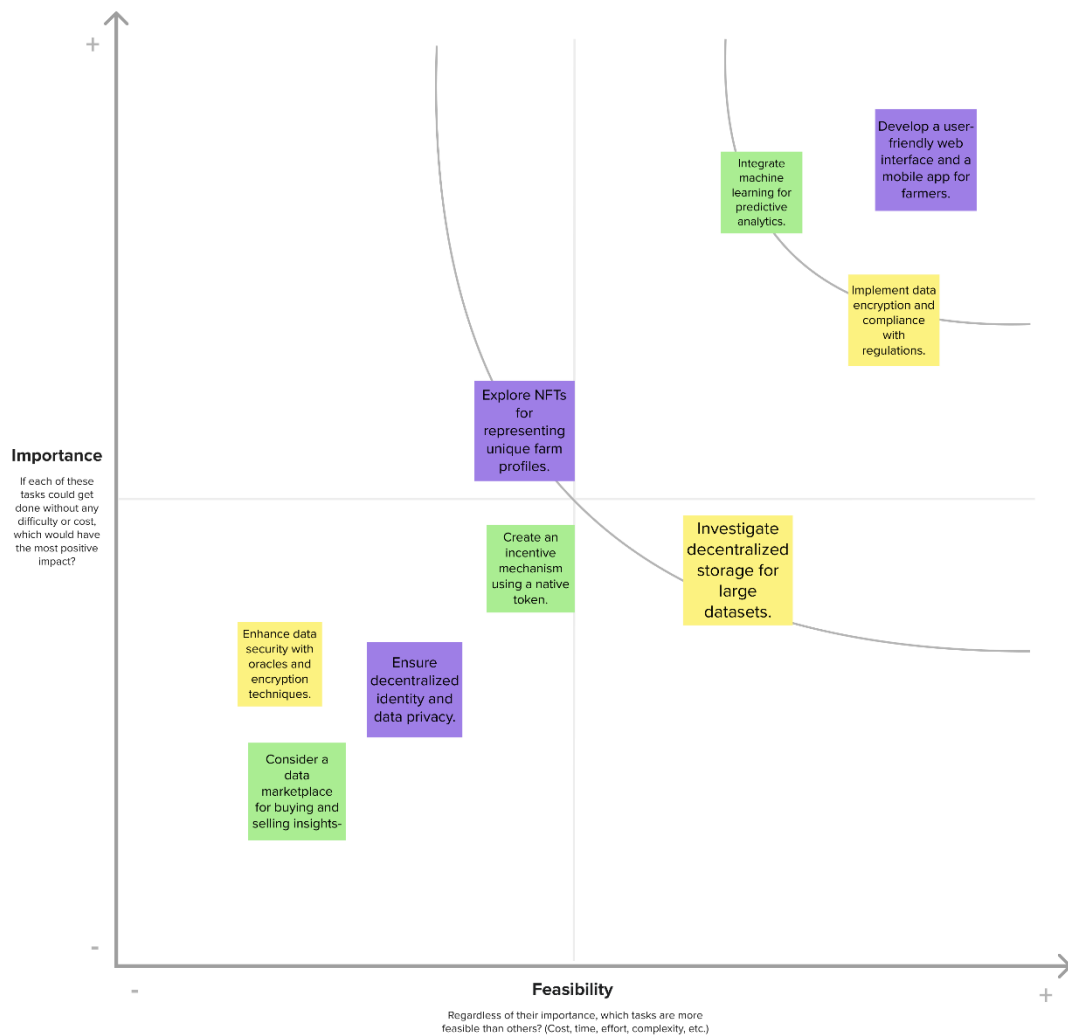 +
Develop a user-
friendly web
interface and a
mobile app for
farmers.
Integrate
machine
learning for
predictive
analytics.
Implement data
encryption and
compliance
with
regulations.
Explore NFTs
for
representing
unique farm
profiles.
Importance
If each of these
tasks could get
done without any
difficulty or cost,
which would have
the most positive
impact?
Create an
incentive
mechanism
using a native
token.
Investigate
decentralized
storage for
large
datasets.
Enhance data
security with
oracles and
encryption
techniques.
Ensure
decentralized
identity and
data privacy.
Consider a
data
marketplace
for buying and
selling insights-
-
-
Feasibility
+
Regardless of their importance, which tasks are more
feasible than others? (Cost, time, effort, complexity, etc.)